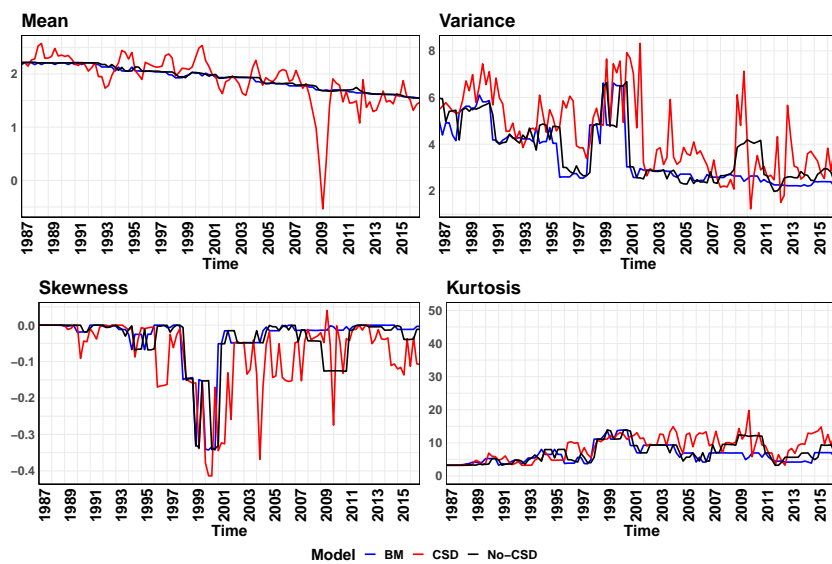 Mean
2
1
0
1987 1989 1991 1993 1995 1997 1999 2001 2003 2005 2007 2009 2011 2013 2015
Time
Variance
8
6
4
2
1987 1989 1991 1993 1995 1997 1999 2001 2003 2005 2007 2009 2011 2013 2015
Time
Skewness
0.0
−0.1
−0.2
−0.3
−0.4
1987 1989 1991 1993 1995 1997 1999 2001 2003 2005 2007 2009 2011 2013 2015
Time
Kurtosis
50
40
30
20
10
0
1987 1989 1991 1993 1995 1997 1999 2001 2003 2005 2007 2009 2011 2013 2015
Time
Model BM CSD No−CSD